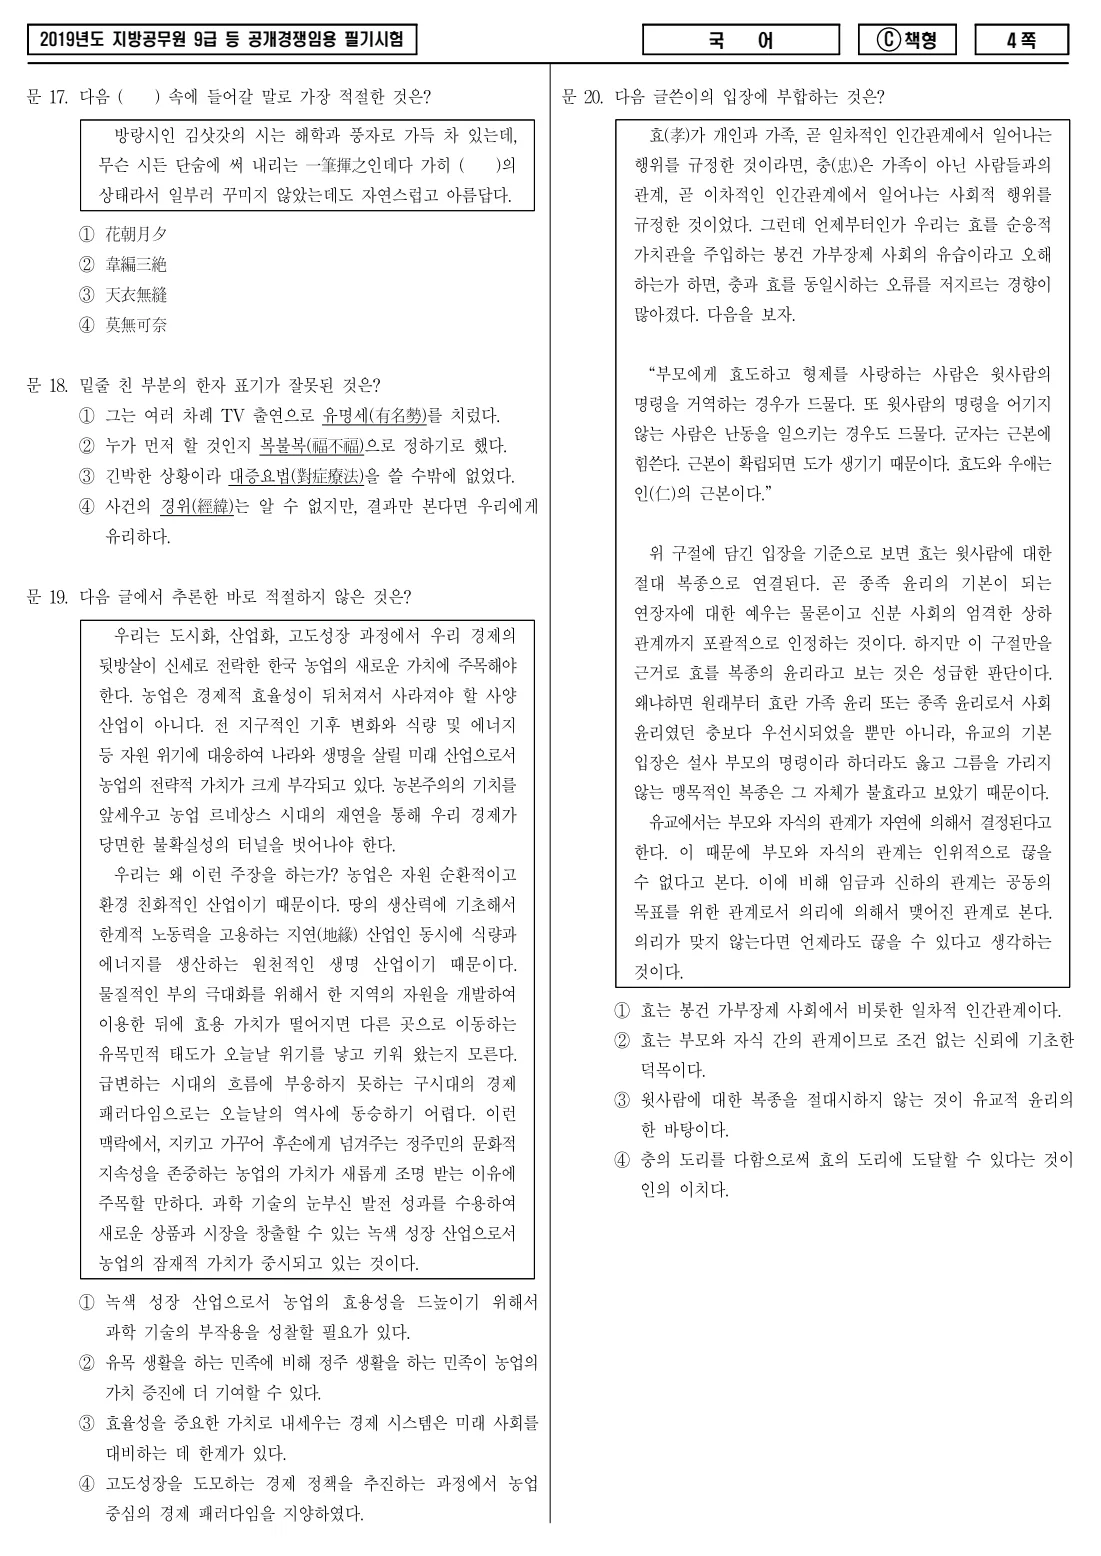 2019년도 지방공무원 9급 등 공개경쟁임용 필기시험
국 어
Ⓒ책형
4쪽
문 17. 다음 ( ) 속에 들어갈 말로 가장 적절한 것은?
방랑시인 김삿갓의 시는 해학과 풍자로 가득 차 있는데,
무슨 시든 단숨에 써 내리는 一筆揮之인데다 가히 ( )의
상태라서 일부러 꾸미지 않았는데도 자연스럽고 아름답다.
① 花朝月夕
② 韋編三絶
③ 天衣無縫
④ 莫無可奈
문 18. 밑줄 친 부분의 한자 표기가 잘못된 것은?
① 그는 여러 차례 TV 출연으로 유명세(有名勢)를 치렀다.
② 누가 먼저 할 것인지 복불복(福不福)으로 정하기로 했다.
③ 긴박한 상황이라 대증요법(對症療法)을 쓸 수밖에 없었다.
④ 사건의 경위(經緯)는 알 수 없지만, 결과만 본다면 우리에게
유리하다.
문 19. 다음 글에서 추론한 바로 적절하지 않은 것은?
우리는 도시화, 산업화, 고도성장 과정에서 우리 경제의
뒷방살이 신세로 전락한 한국 농업의 새로운 가치에 주목해야
한다. 농업은 경제적 효율성이 뒤처져서 사라져야 할 사양
산업이 아니다. 전 지구적인 기후 변화와 식량 및 에너지
등 자원 위기에 대응하여 나라와 생명을 살릴 미래 산업으로서
농업의 전략적 가치가 크게 부각되고 있다. 농본주의의 기치를
앞세우고 농업 르네상스 시대의 재연을 통해 우리 경제가
당면한 불확실성의 터널을 벗어나야 한다.
우리는 왜 이런 주장을 하는가? 농업은 자원 순환적이고
환경 친화적인 산업이기 때문이다. 땅의 생산력에 기초해서
한계적 노동력을 고용하는 지연(地緣) 산업인 동시에 식량과
에너지를 생산하는 원천적인 생명 산업이기 때문이다.
물질적인 부의 극대화를 위해서 한 지역의 자원을 개발하여
이용한 뒤에 효용 가치가 떨어지면 다른 곳으로 이동하는
유목민적 태도가 오늘날 위기를 낳고 키워 왔는지 모른다.
급변하는 시대의 흐름에 부응하지 못하는 구시대의 경제
패러다임으로는 오늘날의 역사에 동승하기 어렵다. 이런
맥락에서, 지키고 가꾸어 후손에게 넘겨주는 정주민의 문화적
지속성을 존중하는 농업의 가치가 새롭게 조명 받는 이유에
주목할 만하다. 과학 기술의 눈부신 발전 성과를 수용하여
새로운 상품과 시장을 창출할 수 있는 녹색 성장 산업으로서
농업의 잠재적 가치가 중시되고 있는 것이다.
① 녹색 성장 산업으로서 농업의 효용성을 드높이기 위해서
과학 기술의 부작용을 성찰할 필요가 있다.
② 유목 생활을 하는 민족에 비해 정주 생활을 하는 민족이 농업의
가치 증진에 더 기여할 수 있다.
③ 효율성을 중요한 가치로 내세우는 경제 시스템은 미래 사회를
대비하는 데 한계가 있다.
④ 고도성장을 도모하는 경제 정책을 추진하는 과정에서 농업
중심의 경제 패러다임을 지양하였다.
문 20. 다음 글쓴이의 입장에 부합하는 것은?
효(孝)가 개인과 가족, 곧 일차적인 인간관계에서 일어나는
행위를 규정한 것이라면, 충(忠)은 가족이 아닌 사람들과의
관계, 곧 이차적인 인간관계에서 일어나는 사회적 행위를
규정한 것이었다. 그런데 언제부터인가 우리는 효를 순응적
가치관을 주입하는 봉건 가부장제 사회의 유습이라고 오해
하는가 하면, 충과 효를 동일시하는 오류를 저지르는 경향이
많아졌다. 다음을 보자.
“부모에게 효도하고 형제를 사랑하는 사람은 윗사람의
명령을 거역하는 경우가 드물다. 또 윗사람의 명령을 어기지
않는 사람은 난동을 일으키는 경우도 드물다. 군자는 근본에
힘쓴다. 근본이 확립되면 도가 생기기 때문이다. 효도와 우애는
인(仁)의 근본이다.”
위 구절에 담긴 입장을 기준으로 보면 효는 윗사람에 대한
절대 복종으로 연결된다. 곧 종족 윤리의 기본이 되는
연장자에 대한 예우는 물론이고 신분 사회의 엄격한 상하
관계까지 포괄적으로 인정하는 것이다. 하지만 이 구절만을
근거로 효를 복종의 윤리라고 보는 것은 성급한 판단이다.
왜냐하면 원래부터 효란 가족 윤리 또는 종족 윤리로서 사회
윤리였던 충보다 우선시되었을 뿐만 아니라, 유교의 기본
입장은 설사 부모의 명령이라 하더라도 옳고 그름을 가리지
않는 맹목적인 복종은 그 자체가 불효라고 보았기 때문이다.
유교에서는 부모와 자식의 관계가 자연에 의해서 결정된다고
한다. 이 때문에 부모와 자식의 관계는 인위적으로 끊을
수 없다고 본다. 이에 비해 임금과 신하의 관계는 공동의
목표를 위한 관계로서 의리에 의해서 맺어진 관계로 본다.
의리가 맞지 않는다면 언제라도 끊을 수 있다고 생각하는
것이다.
① 효는 봉건 가부장제 사회에서 비롯한 일차적 인간관계이다.
② 효는 부모와 자식 간의 관계이므로 조건 없는 신뢰에 기초한
덕목이다.
③ 윗사람에 대한 복종을 절대시하지 않는 것이 유교적 윤리의
한 바탕이다.
④ 충의 도리를 다함으로써 효의 도리에 도달할 수 있다는 것이
인의 이치다.